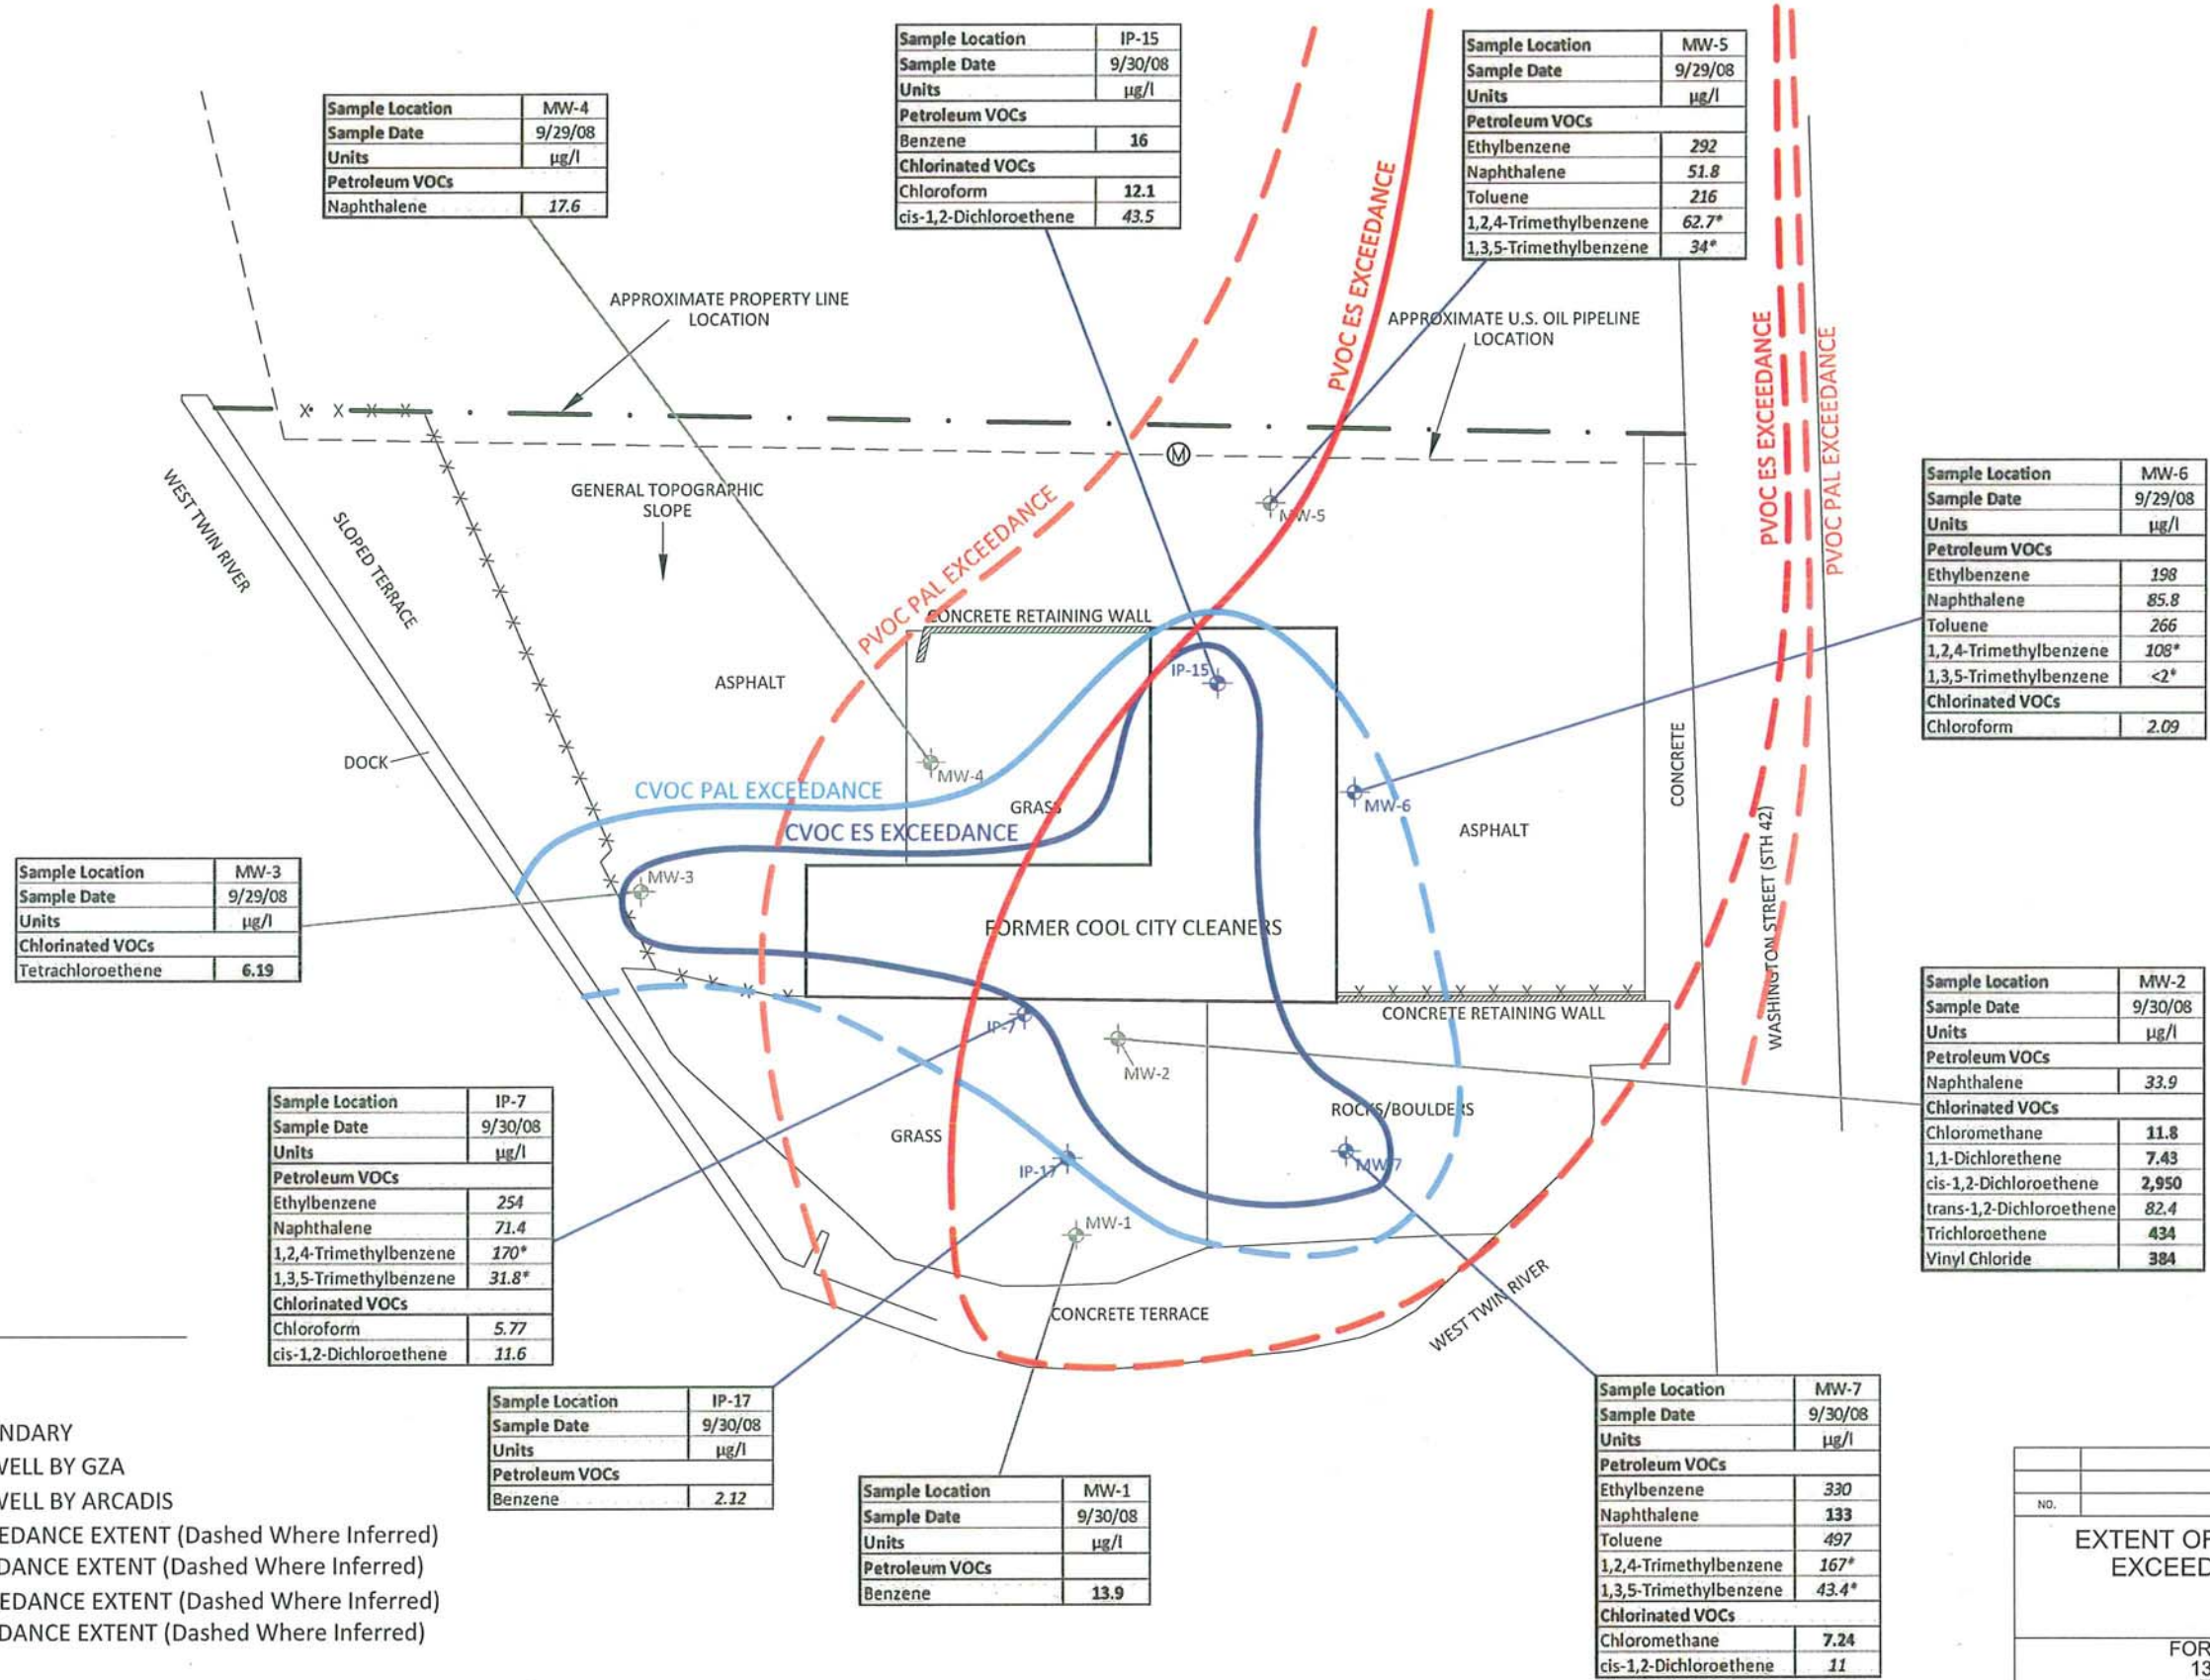 Sample Location MW-4
Sample Date 9/29/08
Units µg/l
Petroleum VOCs
Naphthalene 17.6
Sample Location IP-15
Sample Date 9/30/08
Units µg/l
Petroleum VOCs
Benzene 16
Chlorinated VOCs
Chloroform 12.1
cis-1,2-Dichloroethene 43.5
Sample Location MW-5
Sample Date 9/29/08
Units µg/l
Petroleum VOCs
Ethylbenzene 292
Naphthalene 51.8
Toluene 216
1,2,4-Trimethylbenzene 62.7*
1,3,5-Trimethylbenzene 34*
APPROXIMATE PROPERTY LINE
LOCATION
PVOC ES EXCEEDANCE
APPROXIMATE U.S. OIL PIPELINE
LOCATION
PVOC ES EXCEEDANCE
PVOC PAL EXCEEDANCE
X X X X
M
WEST TWIN RIVER
SLOPED TERRACE
GENERAL TOPOGRAPHIC
SLOPE
PVOC PAL EXCEEDANCE
MW-5
Sample Location MW-6
Sample Date 9/29/08
Units µg/l
Petroleum VOCs
Ethylbenzene 198
Naphthalene 85.8
Toluene 266
1,2,4-Trimethylbenzene 108*
1,3,5-Trimethylbenzene <2*
Chlorinated VOCs
Chloroform 2.09
CONCRETE RETAINING WALL
ASPHALT
IP-15
DOCK
MW-4
CVOC PAL EXCEEDANCE
GRASS
CVOC ES EXCEEDANCE
MW-6
ASPHALT
CONCRETE
WASHINGTON STREET (STH 42)
Sample Location MW-3
Sample Date 9/29/08
Units µg/l
Chlorinated VOCs
Tetrachloroethene 6.19
MW-3
FORMER COOL CITY CLEANERS
CONCRETE RETAINING WALL
IP-7
MW-2
Sample Location MW-2
Sample Date 9/30/08
Units µg/l
Petroleum VOCs
Naphthalene 33.9
Chlorinated VOCs
Chloromethane 11.8
1,1-Dichlorethene 7.43
cis-1,2-Dichloroethene 2,950
trans-1,2-Dichloroethene 82.4
Trichloroethene 434
Vinyl Chloride 384
Sample Location IP-7
Sample Date 9/30/08
Units µg/l
Petroleum VOCs
Ethylbenzene 254
Naphthalene 71.4
1,2,4-Trimethylbenzene 170*
1,3,5-Trimethylbenzene 31.8*
Chlorinated VOCs
Chloroform 5.77
cis-1,2-Dichloroethene 11.6
GRASS
ROCKS/BOULDERS
IP-17
MW-7
MW-1
CONCRETE TERRACE
WEST TWIN RIVER
Sample Location IP-17
Sample Date 9/30/08
Units µg/l
Petroleum VOCs
Benzene 2.12
Sample Location MW-1
Sample Date 9/30/08
Units µg/l
Petroleum VOCs
Benzene 13.9
Sample Location MW-7
Sample Date 9/30/08
Units µg/l
Petroleum VOCs
Ethylbenzene 330
Naphthalene 133
Toluene 497
1,2,4-Trimethylbenzene 167*
1,3,5-Trimethylbenzene 43.4*
Chlorinated VOCs
Chloromethane 7.24
cis-1,2-Dichloroethene 11
NDARY
WELL BY GZA
WELL BY ARCADIS
EDANCE EXTENT (Dashed Where Inferred)
DANCE EXTENT (Dashed Where Inferred)
EDANCE EXTENT (Dashed Where Inferred)
DANCE EXTENT (Dashed Where Inferred)
NO.
EXTENT OF
EXCEED
FOR
13